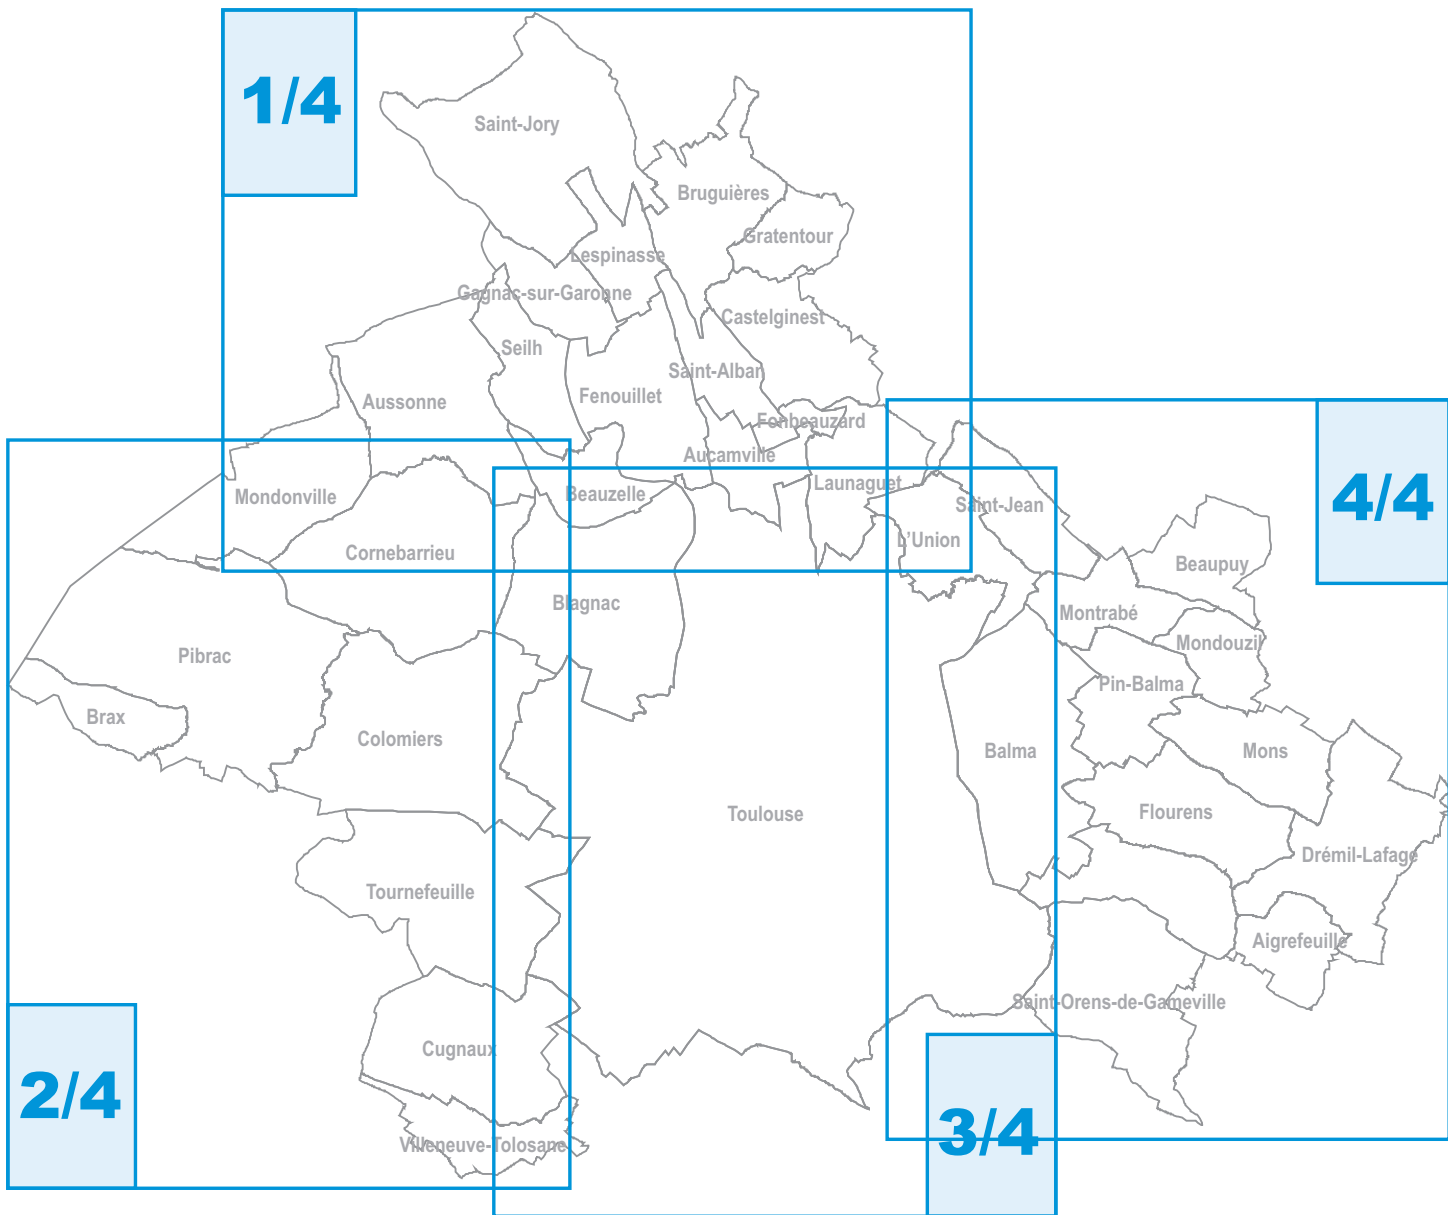 1/4
Saint-Jory
Bruguières
Gratentour
Lespinasse
Gagnac-sur-Garonne
Castelginest
Seilh
Saint-Alban
Fenouillet
Aussonne
Fonbeauzard
Aucamville
Launaguet
Beauzelle
Mondonville
Saint-Jean
4/4
L'Union
Cornebarrieu
Beaupuy
Blagnac
Montrabé
Mondouzil
Pibrac
Pin-Balma
Brax
Colomiers
Balma
Mons
Toulouse
Flourens
Drémil-Lafage
Tournefeuille
Aigrefeuille
Saint-Orens-de-Gameville
Cugnaux
2/4
3/4
Villeneuve-Tolosane